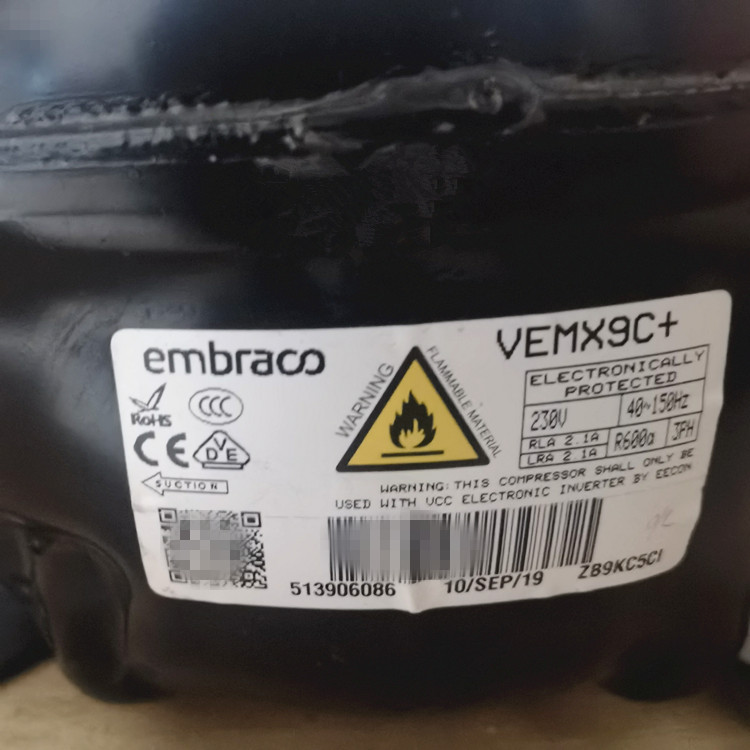 embraco
VEMX9C+
RoHS
CCC
CE
VDE
SUCTION
WARNING
FLAMMABLE MATERIAL
ELECTRONICALLY
PROTECTED
230V
40~150Hz
RLA 2.1A
LRA 2.1A
R600a
3PH
WARNING: THIS COMPRESSOR SHALL ONLY BE
USED WITH VCC ELECTRONIC INVERTER BY EECON
513906086
10/SEP/19
ZB9KC5CI